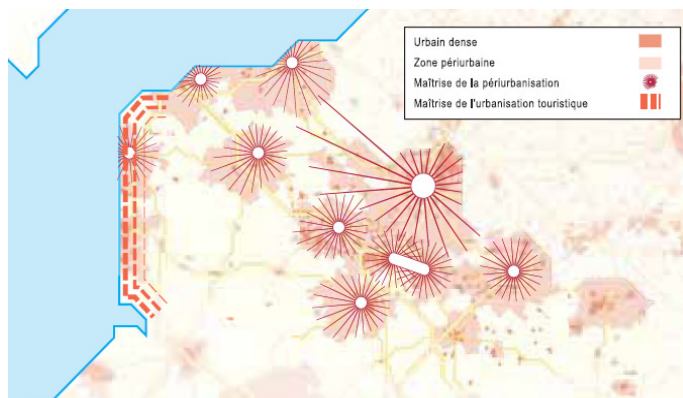 Urbain dense
Zone périurbaine
Maîtrise de la périurbanisation
Maîtrise de l'urbanisation touristique